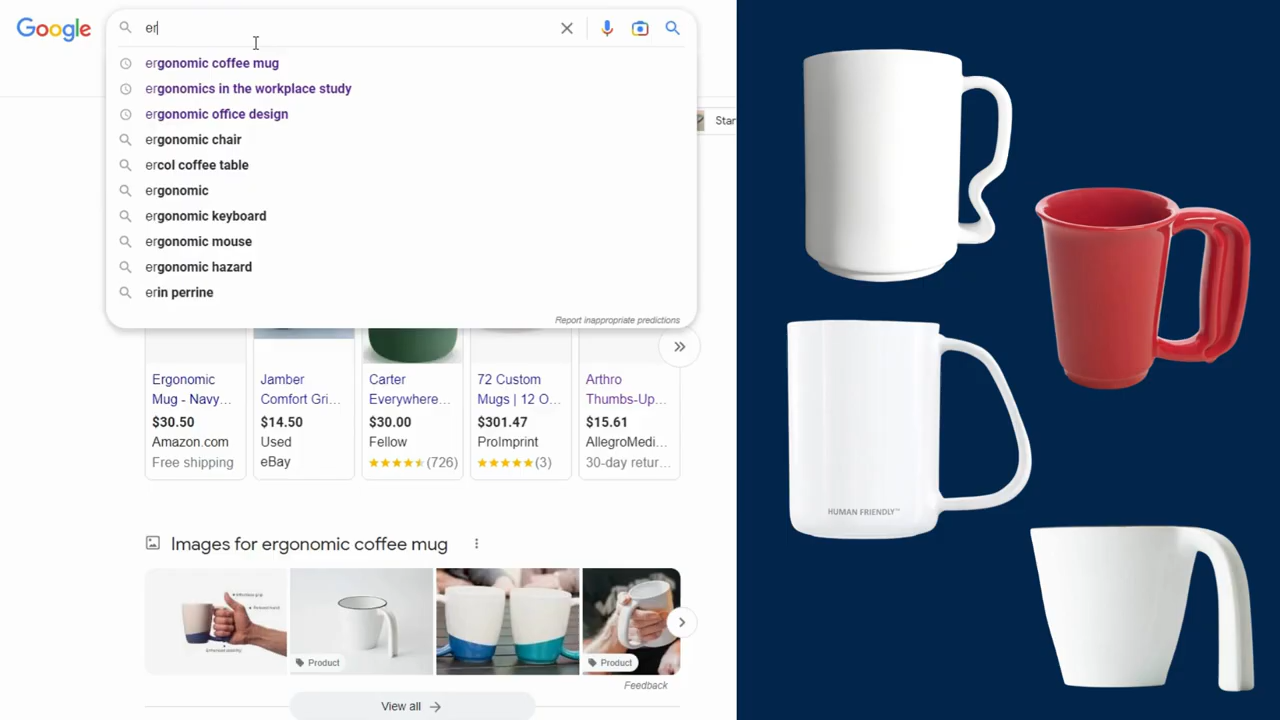 Google
er
ergonomic coffee mug
ergonomics in the workplace study
ergonomic office design
ergonomic chair
ercol coffee table
ergonomic
ergonomic keyboard
ergonomic mouse
ergonomic hazard
erin perrine
Report inappropriate predictions
Star
Ergonomic
Mug - Navy...
$30.50
Amazon.com
Free shipping
Jamber
Comfort Gri...
$14.50
Used
eBay
Carter
Everywhere...
$30.00
Fellow
(726)
72 Custom
Mugs | 12 O...
$301.47
ProImprint
(3)
Arthro
Thumbs-Up...
$15.61
AllegroMedi...
30-day retur...
Images for ergonomic coffee mug
Product
Product
Feedback
View all
HUMAN FRIENDLY™